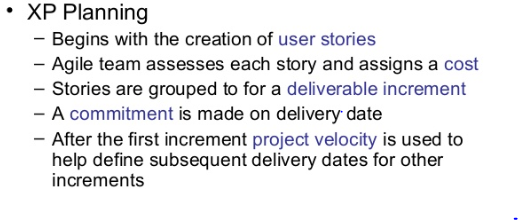 • XP Planning
– Begins with the creation of user stories
– Agile team assesses each story and assigns a cost
– Stories are grouped to for a deliverable increment
– A commitment is made on delivery date
– After the first increment project velocity is used to
help define subsequent delivery dates for other
increments